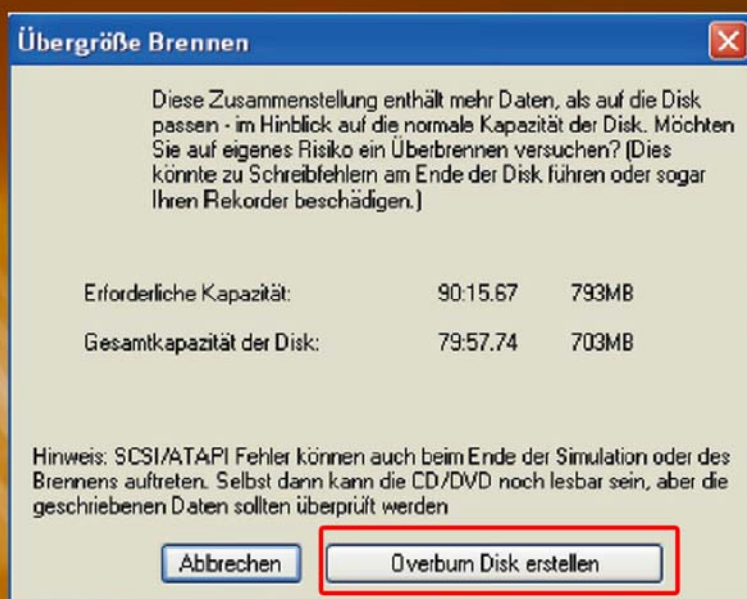 Übergröße Brennen
Diese Zusammenstellung enthält mehr Daten, als auf die Disk
passen - im Hinblick auf die normale Kapazität der Disk. Möchten
Sie auf eigenes Risiko ein Überbrennen versuchen? (Dies
könnte zu Schreibfehlern am Ende der Disk führen oder sogar
Ihren Rekorder beschädigen.)
Erforderliche Kapazität: 90:15.67 793MB
Gesamtkapazität der Disk: 79:57.74 703MB
Hinweis: SCSI/ATAPI Fehler können auch beim Ende der Simulation oder des
Brennens auftreten. Selbst dann kann die CD/DVD noch lesbar sein, aber die
geschriebenen Daten sollten überprüft werden
Abbrechen Overburn Disk erstellen